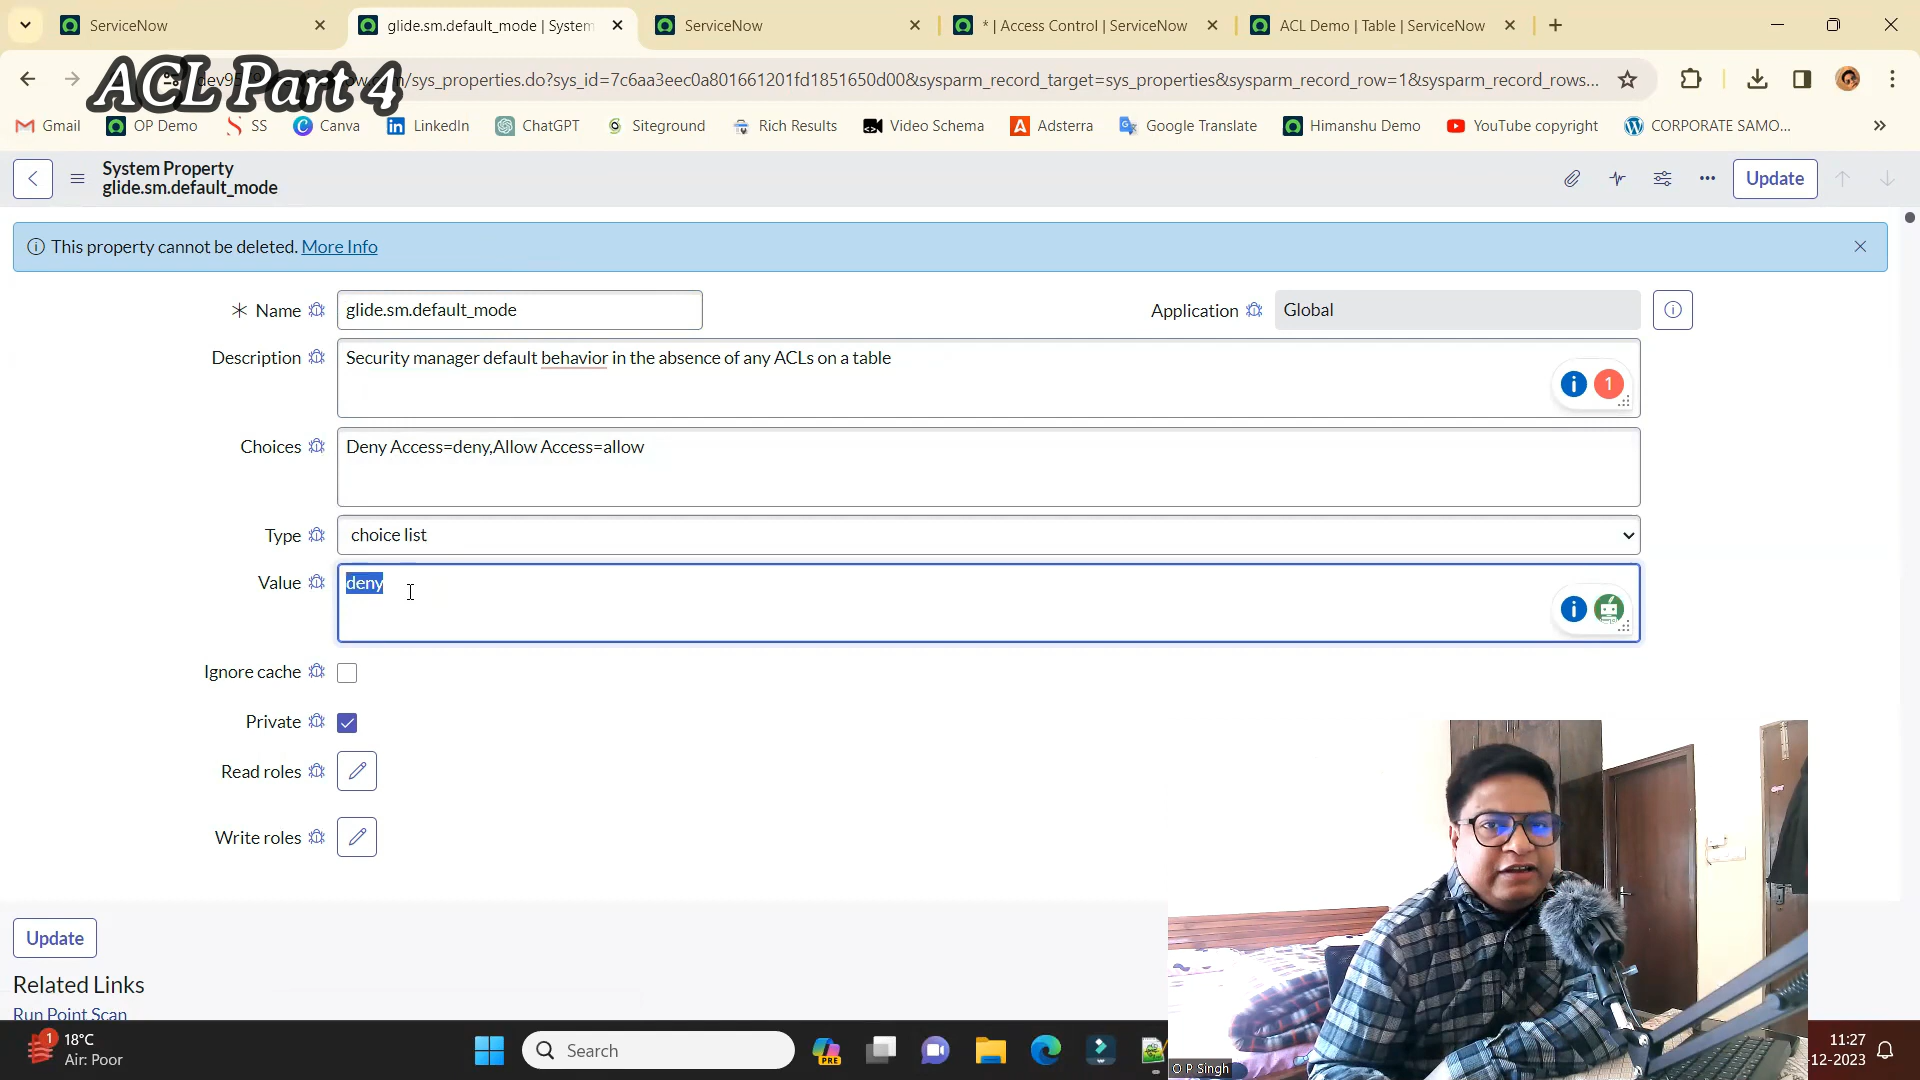 ServiceNow
glide.sm.default_mode | System
ServiceNow
* | Access Control | ServiceNow
ACL Demo | Table | ServiceNow
ACL Part 4
/sys_properties.do?sys_id=7c6aa3eec0a801661201fd1851650d00&sysparm_record_target=sys_properties&sysparm_record_row=1&sysparm_record_rows...
Gmail
OP Demo
SS
Canva
LinkedIn
ChatGPT
Siteground
Rich Results
Video Schema
Adsterra
Google Translate
Himanshu Demo
YouTube copyright
CORPORATE SAMO...
System Property
glide.sm.default_mode
Update
This property cannot be deleted. More Info
Name
glide.sm.default_mode
Application
Global
Description
Security manager default behavior in the absence of any ACLs on a table
1
Choices
Deny Access=deny,Allow Access=allow
Type
choice list
Value
deny
Ignore cache
Private
Read roles
Write roles
Update
Related Links
Run Point Scan
1
18°C
Air: Poor
Search
PRE
O P Singh
11:27
-12-2023